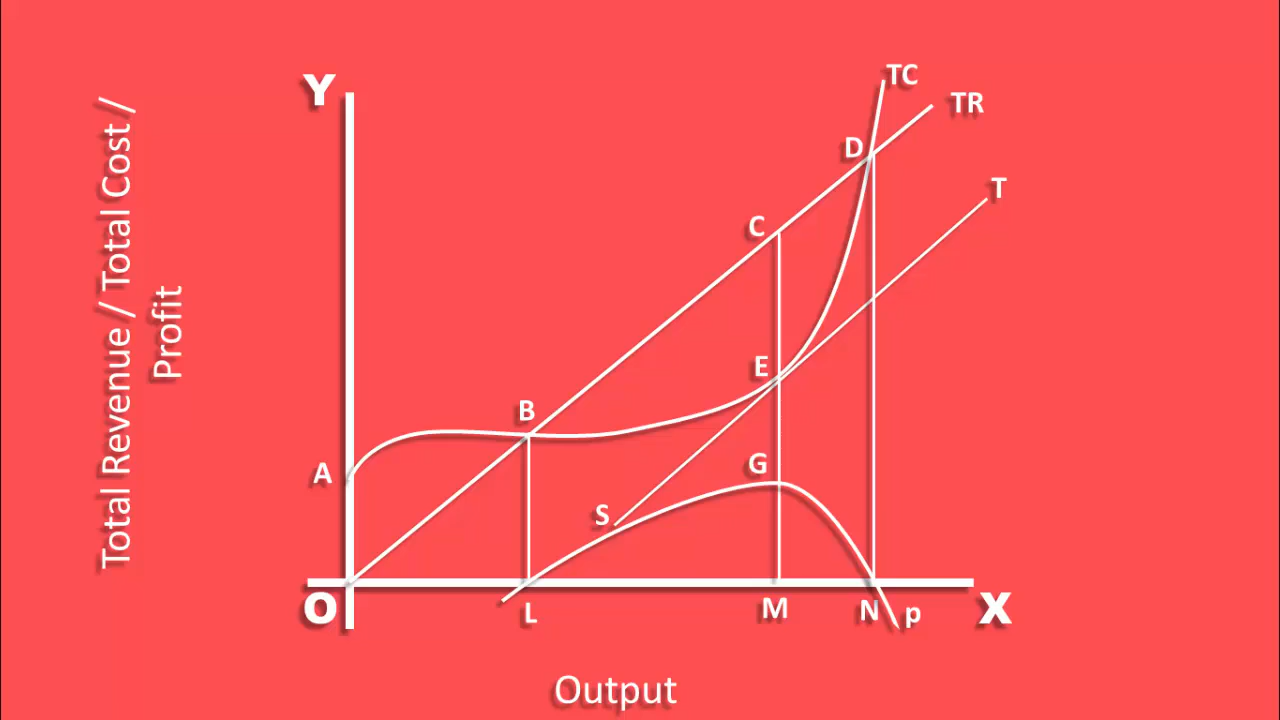 Y
TC
TR
D
T
C
B
E
A
G
S
O
L
M
N
p
X
Total Revenue / Total Cost /
Profit
Output